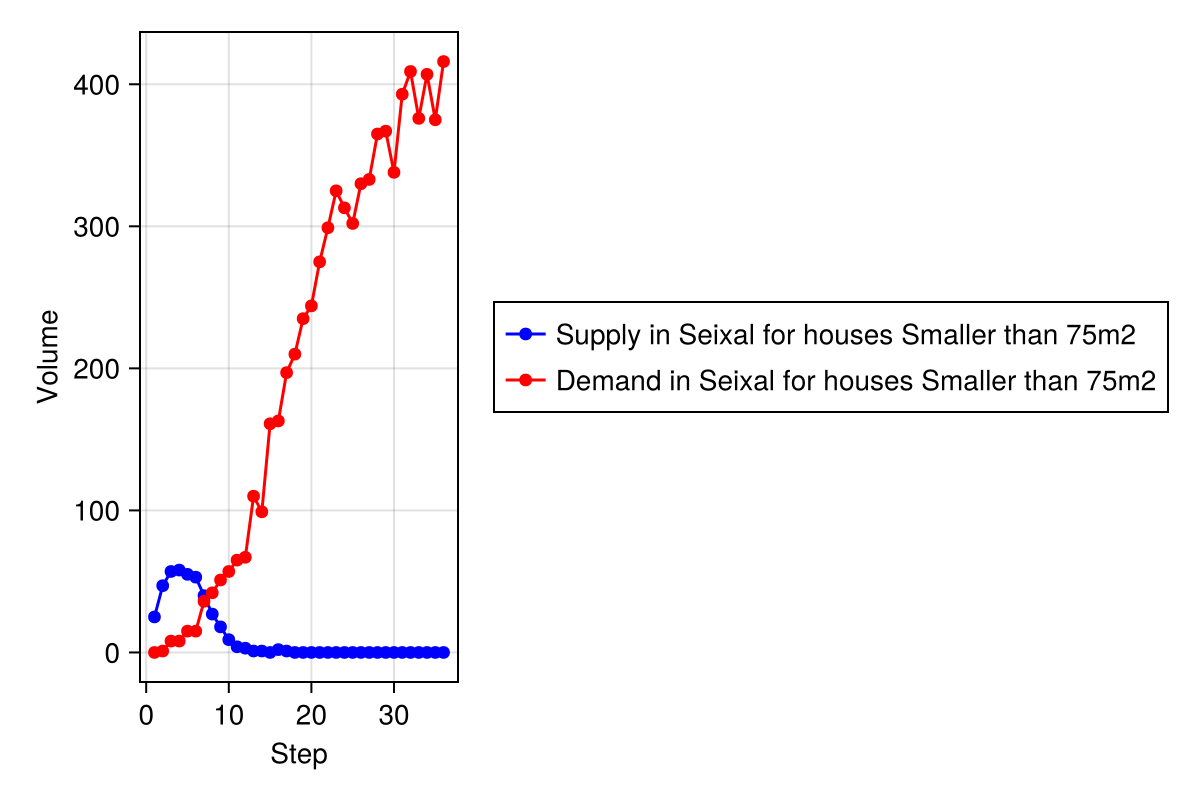 400
300
200
100
0
Volume
0 10 20 30
Step
Supply in Seixal for houses Smaller than 75m2
Demand in Seixal for houses Smaller than 75m2